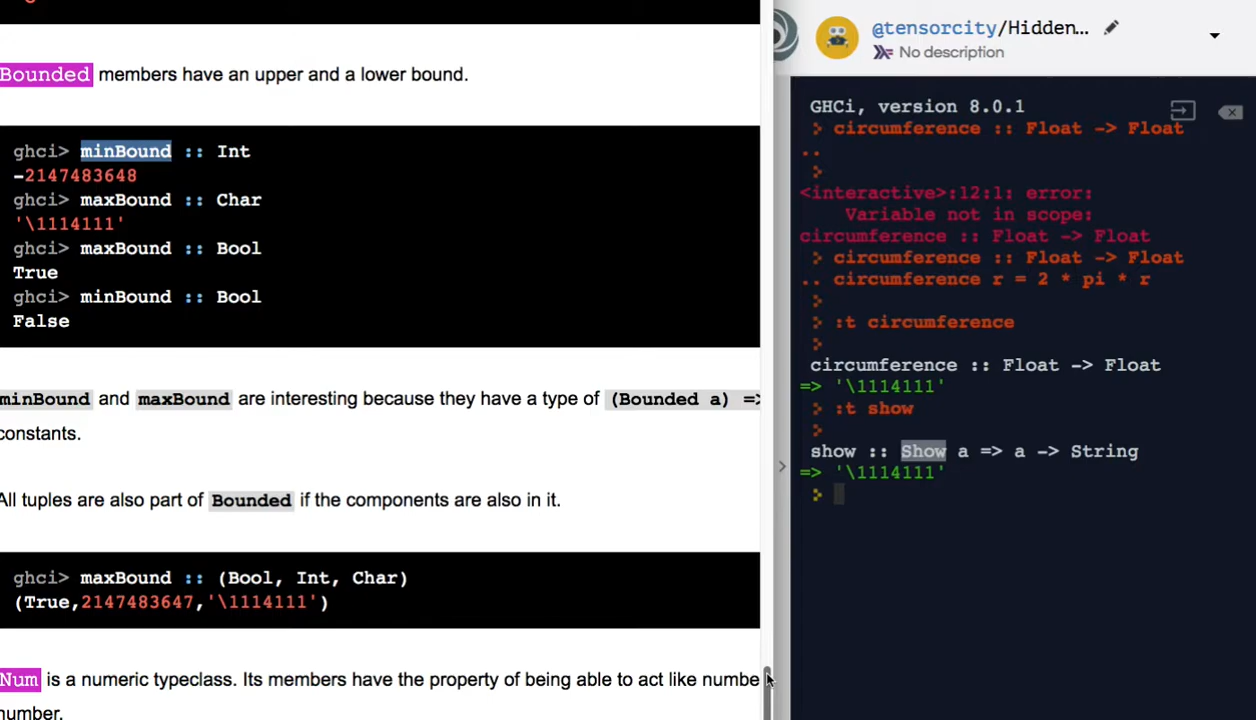 Bounded members have an upper and a lower bound.
ghci> minBound :: Int
-2147483648
ghci> maxBound :: Char
'\1114111'
ghci> maxBound :: Bool
True
ghci> minBound :: Bool
False
minBound and maxBound are interesting because they have a type of (Bounded a) =>
constants.
All tuples are also part of Bounded if the components are also in it.
ghci> maxBound :: (Bool, Int, Char)
(True,2147483647,'\1114111')
Num is a numeric typeclass. Its members have the property of being able to act like numbe
number.
@tensorcity/Hidden...
No description
GHCi, version 8.0.1
> circumference :: Float -> Float
..
>
<interactive>:12:1: error:
Variable not in scope:
circumference :: Float -> Float
> circumference :: Float -> Float
.. circumference r = 2 * pi * r
>
> :t circumference
>
circumference :: Float -> Float
=> '\1114111'
> :t show
>
show :: Show a => a -> String
=> '\1114111'
>